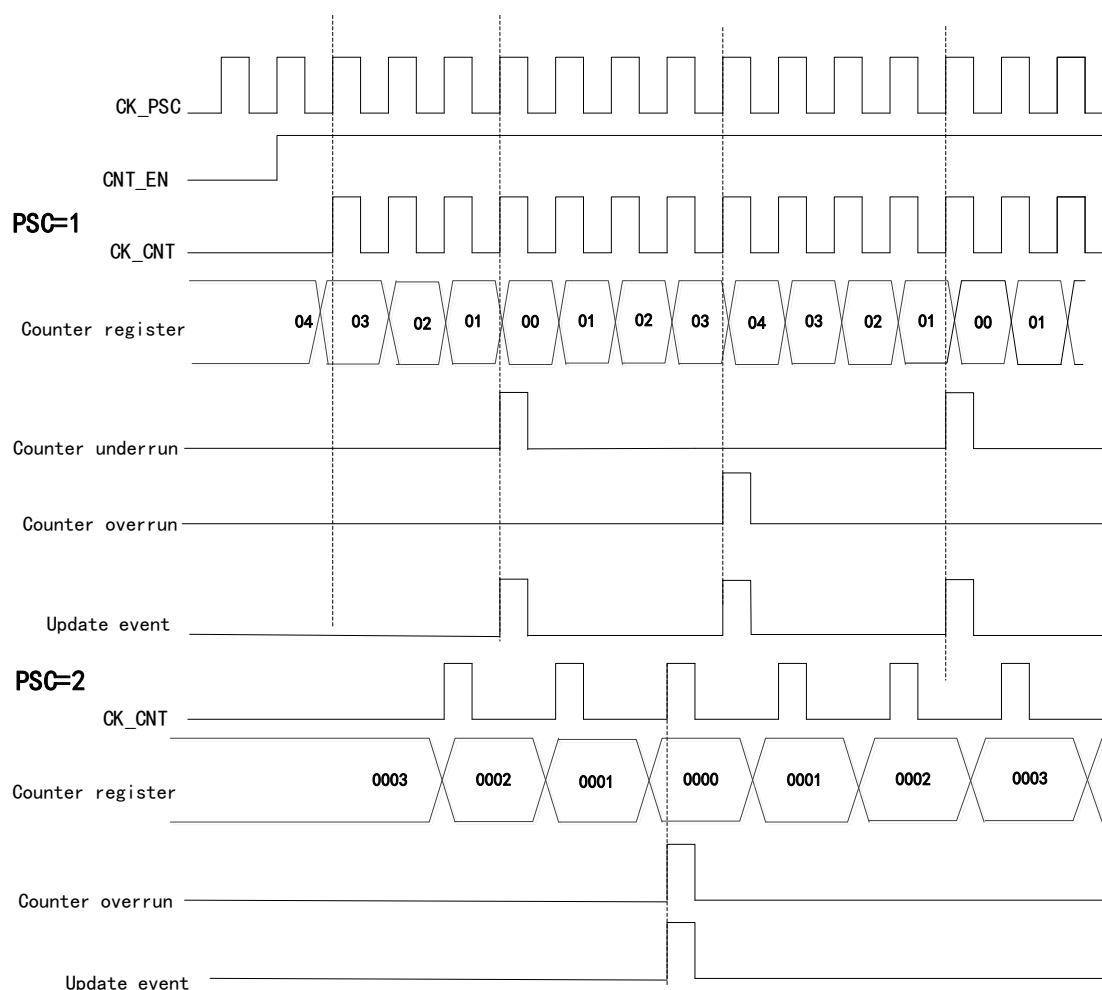 CK_PSC
CNT_EN
PSC=1
CK_CNT
Counter register 04 03 02 01 00 01 02 03 04 03 02 01 00 01
Counter underrun
Counter overrun
Update event
PSC=2
CK_CNT
Counter register 0003 0002 0001 0000 0001 0002 0003
Counter overrun
Update event